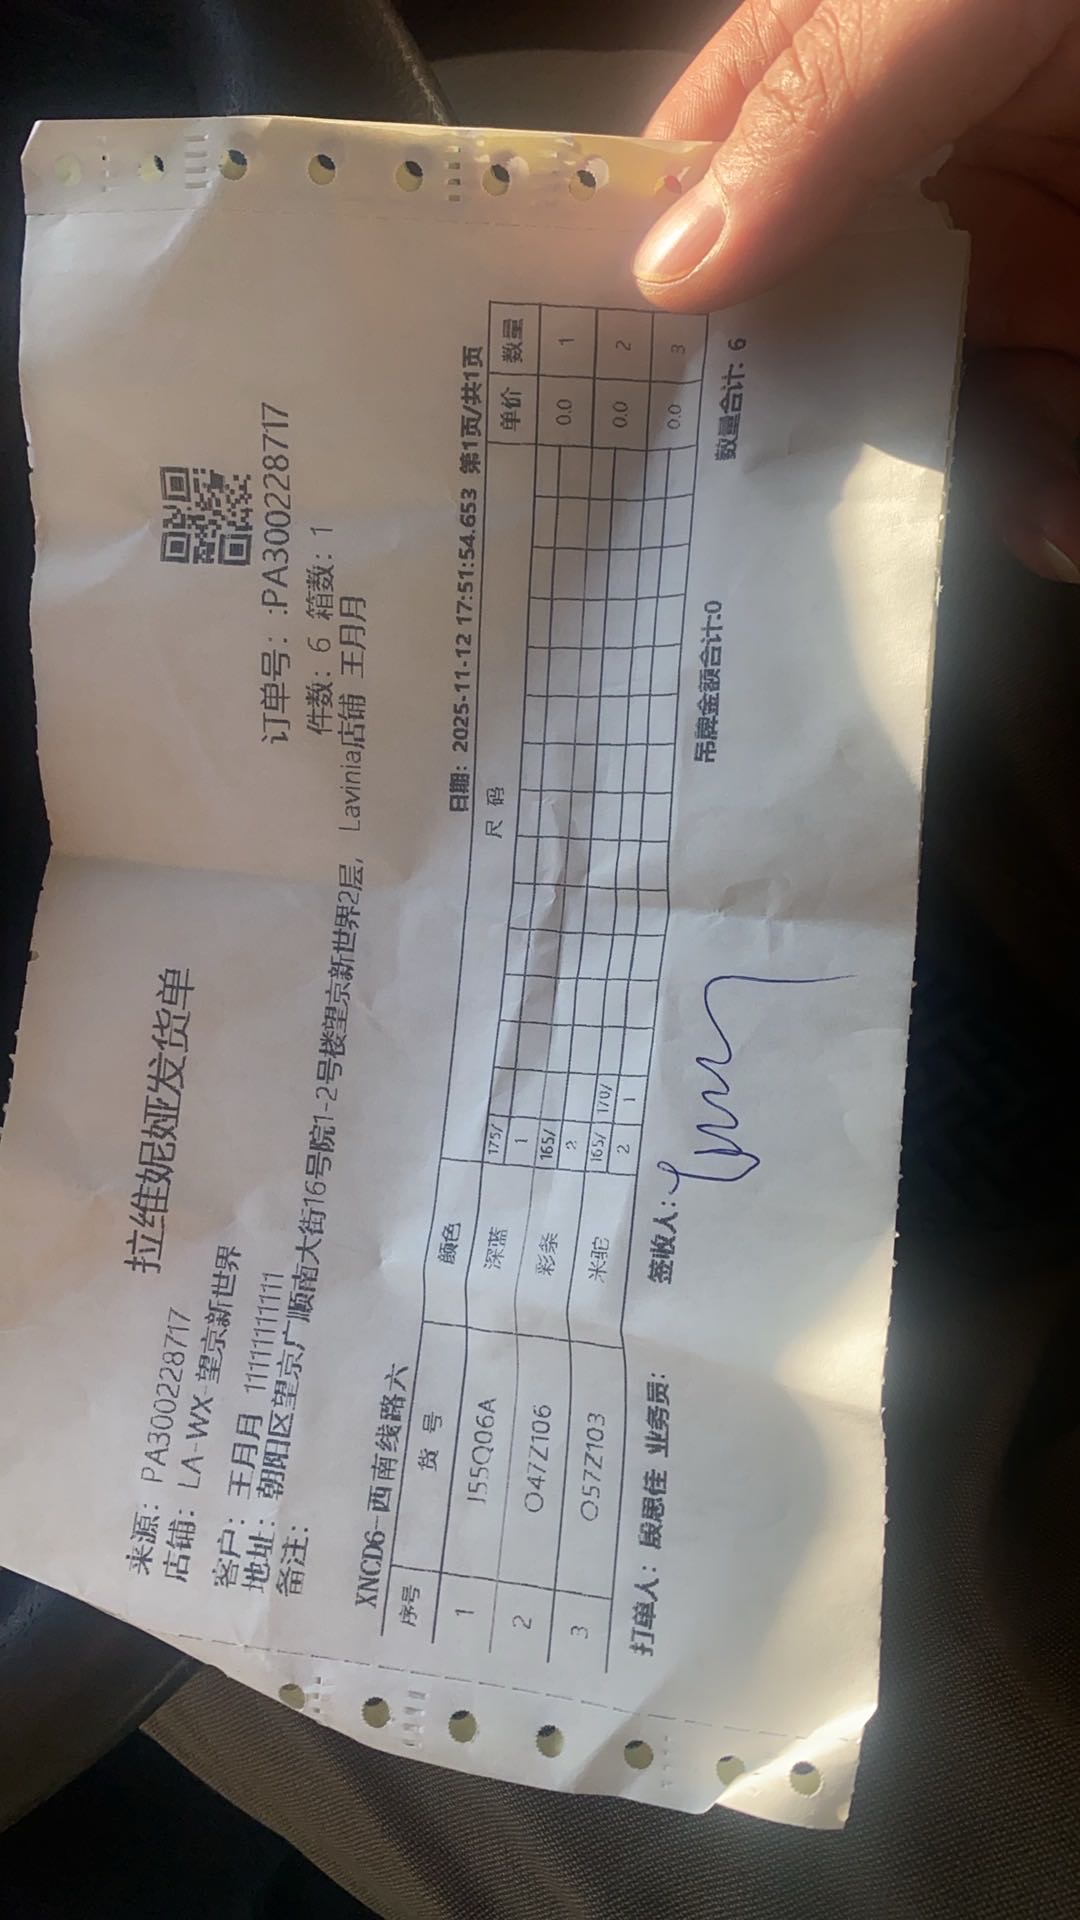 拉维妮娅发货单
来源: PA300228717
店铺: LA-WX-望京新世界
订单号: :PA300228717
客户: 王月月 11111111111
件数: 6 箱数: 1
地址: 朝阳区望京广顺南大街16号院1-2号楼望京新世界2层, Lavinia店铺 王月月
备注:
XNCD6-西南线路六
日期: 2025-11-12 17:51:54.653 第1页/共1页
序号 货号 颜色 尺码 单价 数量
1 J55Q06A 深蓝 175/ 0.0 1
1
2 O47Z106 彩条 165/ 0.0 2
2
3 O57Z103 米驼 165/ 170/ 0.0 3
2 1
吊牌金额合计:0 数量合计: 6
打单人: 段思佳 业务员: 签收人: